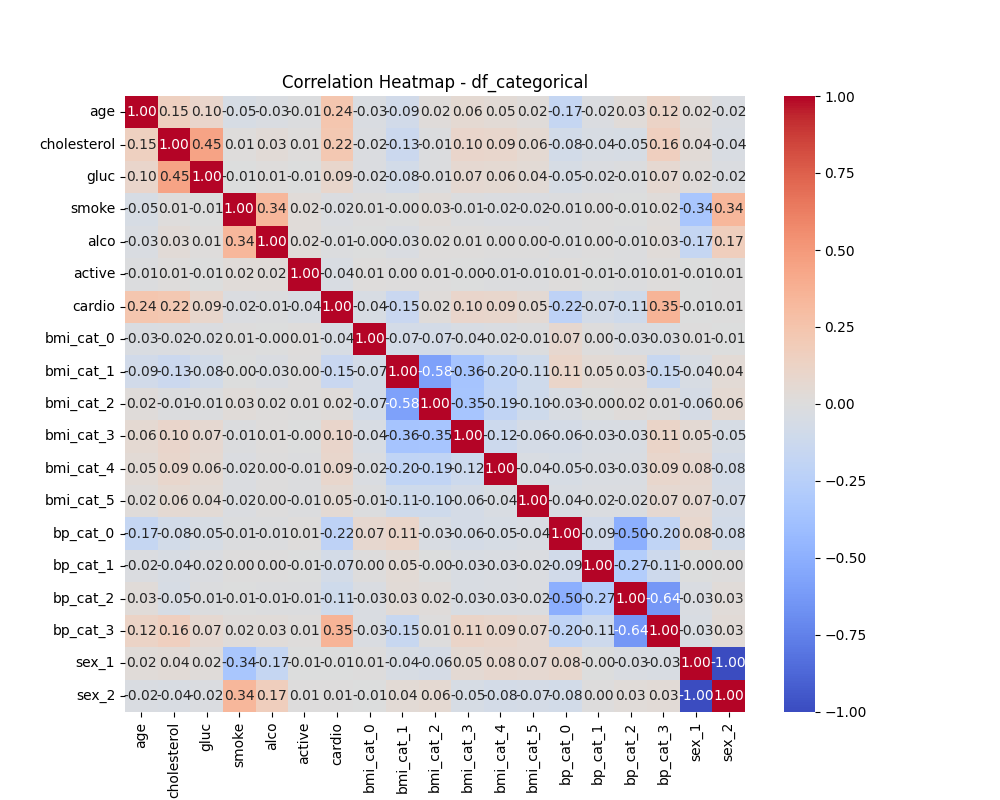 Correlation Heatmap - df_categorical
age 1.00 0.15 0.10 -0.05 -0.03 -0.01 0.24 -0.03 -0.09 0.02 0.06 0.05 0.02 -0.17 -0.02 0.03 0.12 0.02 -0.02
cholesterol 0.15 1.00 0.45 0.01 0.03 0.01 0.22 -0.02 -0.13 -0.01 0.10 0.09 0.06 -0.08 -0.04 -0.05 0.16 0.04 -0.04
gluc 0.10 0.45 1.00 -0.01 0.01 -0.01 0.09 -0.02 -0.08 -0.01 0.07 0.06 0.04 -0.05 -0.02 -0.01 0.07 0.02 -0.02
smoke -0.05 0.01 -0.01 1.00 0.34 0.02 -0.02 0.01 -0.00 0.03 -0.01 -0.02 -0.02 -0.01 0.00 -0.01 0.02 -0.34 0.34
alco -0.03 0.03 0.01 0.34 1.00 0.02 -0.01 -0.00 -0.03 0.02 0.01 0.00 0.00 -0.01 0.00 -0.01 0.03 -0.17 0.17
active -0.01 0.01 -0.01 0.02 0.02 1.00 -0.04 0.01 0.00 0.01 -0.00 -0.01 -0.01 0.01 -0.01 -0.01 0.01 -0.01 0.01
cardio 0.24 0.22 0.09 -0.02 -0.01 -0.04 1.00 -0.04 -0.15 0.02 0.10 0.09 0.05 -0.22 -0.07 -0.11 0.35 -0.01 0.01
bmi_cat_0 -0.03 -0.02 -0.02 0.01 -0.00 0.01 -0.04 1.00 -0.07 -0.07 -0.04 -0.02 -0.01 0.07 0.00 -0.03 -0.03 0.01 -0.01
bmi_cat_1 -0.09 -0.13 -0.08 -0.00 -0.03 0.00 -0.15 -0.07 1.00 -0.58 -0.36 -0.20 -0.11 0.11 0.05 0.03 -0.15 -0.04 0.04
bmi_cat_2 0.02 -0.01 -0.01 0.03 0.02 0.01 0.02 -0.07 -0.58 1.00 -0.35 -0.19 -0.10 -0.03 -0.00 0.02 0.01 -0.06 0.06
bmi_cat_3 0.06 0.10 0.07 -0.01 0.01 -0.00 0.10 -0.04 -0.36 -0.35 1.00 -0.12 -0.06 -0.06 -0.03 -0.03 0.11 0.05 -0.05
bmi_cat_4 0.05 0.09 0.06 -0.02 0.00 -0.01 0.09 -0.02 -0.20 -0.19 -0.12 1.00 -0.04 -0.05 -0.03 -0.03 0.09 0.08 -0.08
bmi_cat_5 0.02 0.06 0.04 -0.02 0.00 -0.01 0.05 -0.01 -0.11 -0.10 -0.06 -0.04 1.00 -0.04 -0.02 -0.02 0.07 0.07 -0.07
bp_cat_0 -0.17 -0.08 -0.05 -0.01 -0.01 0.01 -0.22 0.07 0.11 -0.03 -0.06 -0.05 -0.04 1.00 -0.09 -0.50 -0.20 0.08 -0.08
bp_cat_1 -0.02 -0.04 -0.02 0.00 0.00 -0.01 -0.07 0.00 0.05 -0.00 -0.03 -0.03 -0.02 -0.09 1.00 -0.27 -0.11 -0.00 0.00
bp_cat_2 0.03 -0.05 -0.01 -0.01 -0.01 -0.01 -0.11 -0.03 0.03 0.02 -0.03 -0.03 -0.02 -0.50 -0.27 1.00 -0.64 -0.03 0.03
bp_cat_3 0.12 0.16 0.07 0.02 0.03 0.01 0.35 -0.03 -0.15 0.01 0.11 0.09 0.07 -0.20 -0.11 -0.64 1.00 -0.03 0.03
sex_1 0.02 0.04 0.02 -0.34 -0.17 -0.01 -0.01 0.01 -0.04 -0.06 0.05 0.08 0.07 0.08 -0.00 -0.03 -0.03 1.00 -1.00
sex_2 -0.02 -0.04 -0.02 0.34 0.17 0.01 0.01 -0.01 0.04 0.06 -0.05 -0.08 -0.07 -0.08 0.00 0.03 0.03 -1.00 1.00
age cholesterol gluc smoke alco active cardio bmi_cat_0 bmi_cat_1 bmi_cat_2 bmi_cat_3 bmi_cat_4 bmi_cat_5 bp_cat_0 bp_cat_1 bp_cat_2 bp_cat_3 sex_1 sex_2
1.00
0.75
0.50
0.25
0.00
−0.25
−0.50
−0.75
−1.00